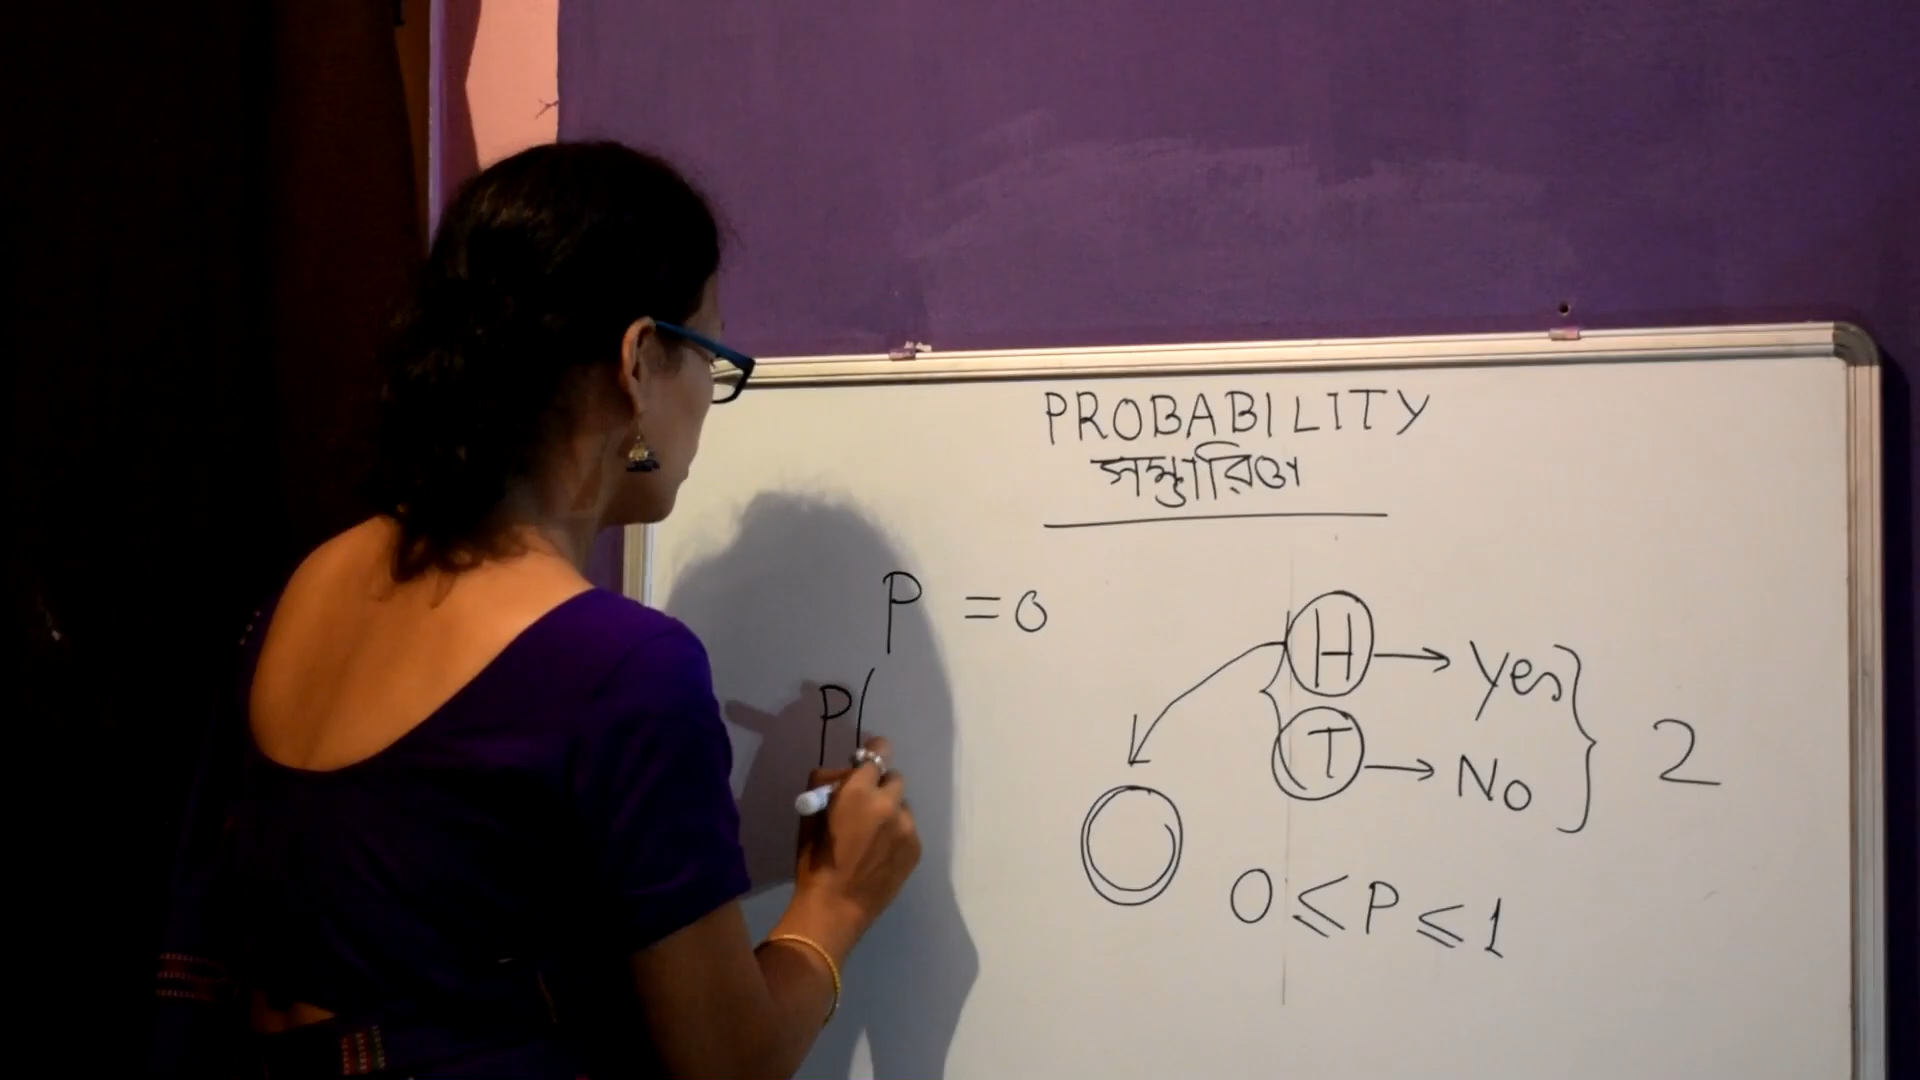 PROBABILITY
সম্ভাবিতা
P = 0
P(
H → Yes
T → No
} 2
0 ≤ P ≤ 1